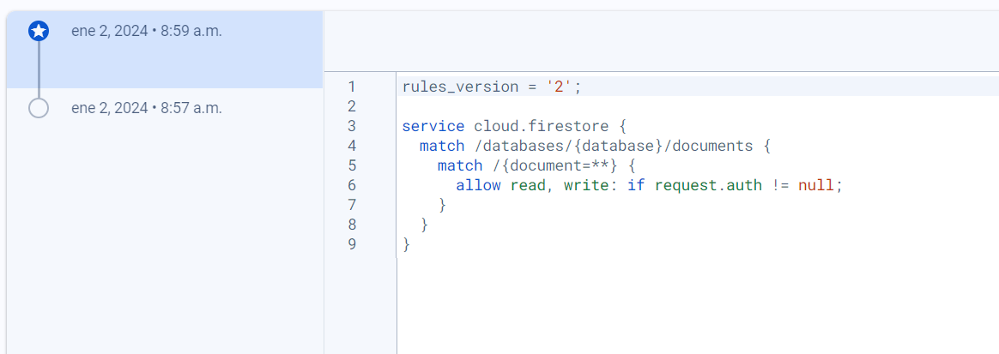 ene 2, 2024 • 8:59 a.m.
ene 2, 2024 • 8:57 a.m.
1 rules_version = '2';
2
3 service cloud.firestore {
4   match /databases/{database}/documents {
5     match /{document=**} {
6       allow read, write: if request.auth != null;
7     }
8   }
9 }